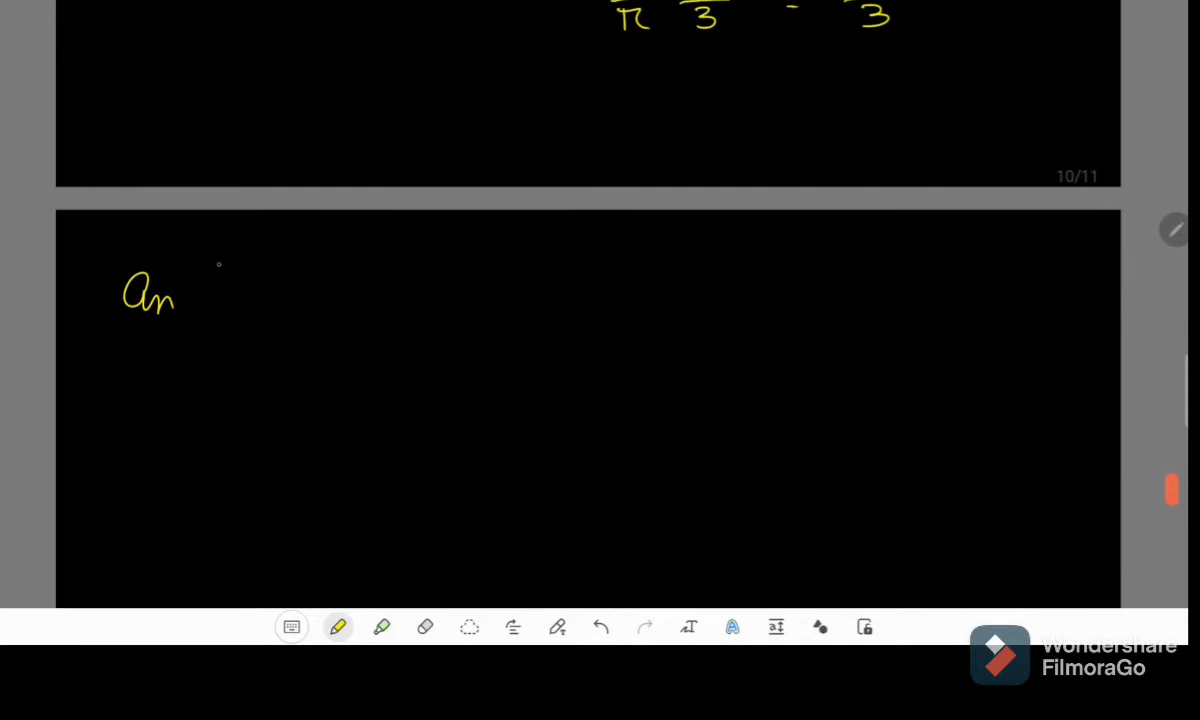 π 3 = 3
10/11
an
Wondershare
FilmoraGo